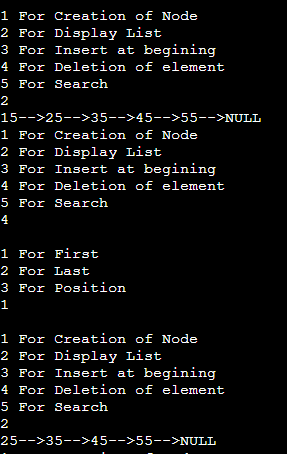 1 For Creation of Node
2 For Display List
3 For Insert at begining
4 For Deletion of element
5 For Search
2
15-->25-->35-->45-->55-->NULL
1 For Creation of Node
2 For Display List
3 For Insert at begining
4 For Deletion of element
5 For Search
4
1 For First
2 For Last
3 For Position
1
1 For Creation of Node
2 For Display List
3 For Insert at begining
4 For Deletion of element
5 For Search
2
25-->35-->45-->55-->NULL